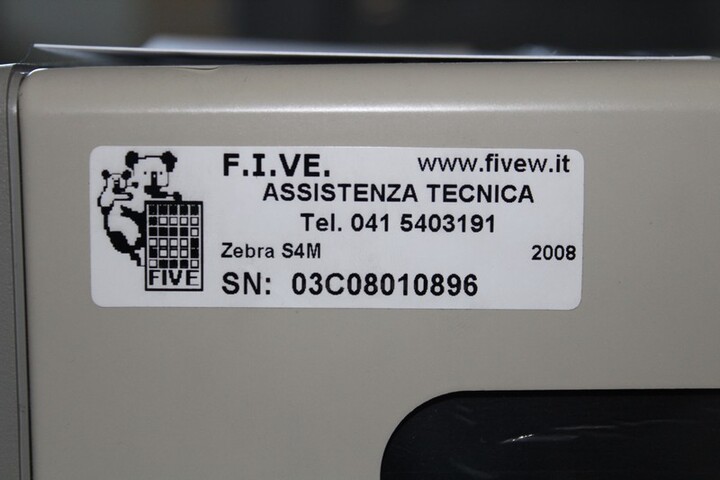 F.I.VE. www.fivew.it
ASSISTENZA TECNICA
Tel. 041 5403191
Zebra S4M 2008
FIVE SN: 03C08010896